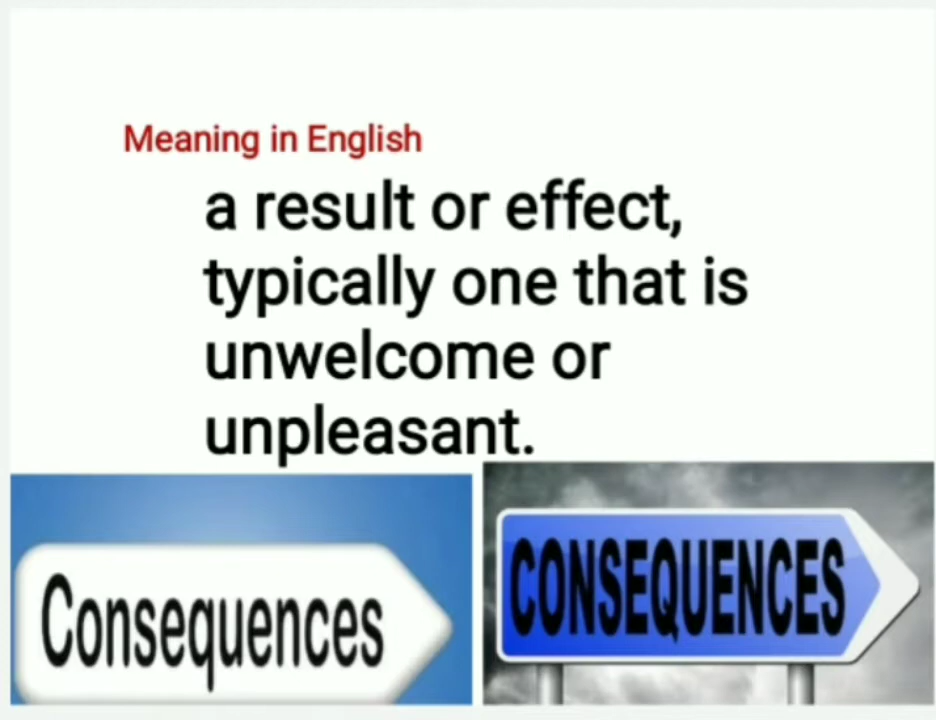 Meaning in English
a result or effect,
typically one that is
unwelcome or
unpleasant.
Consequences
CONSEQUENCES